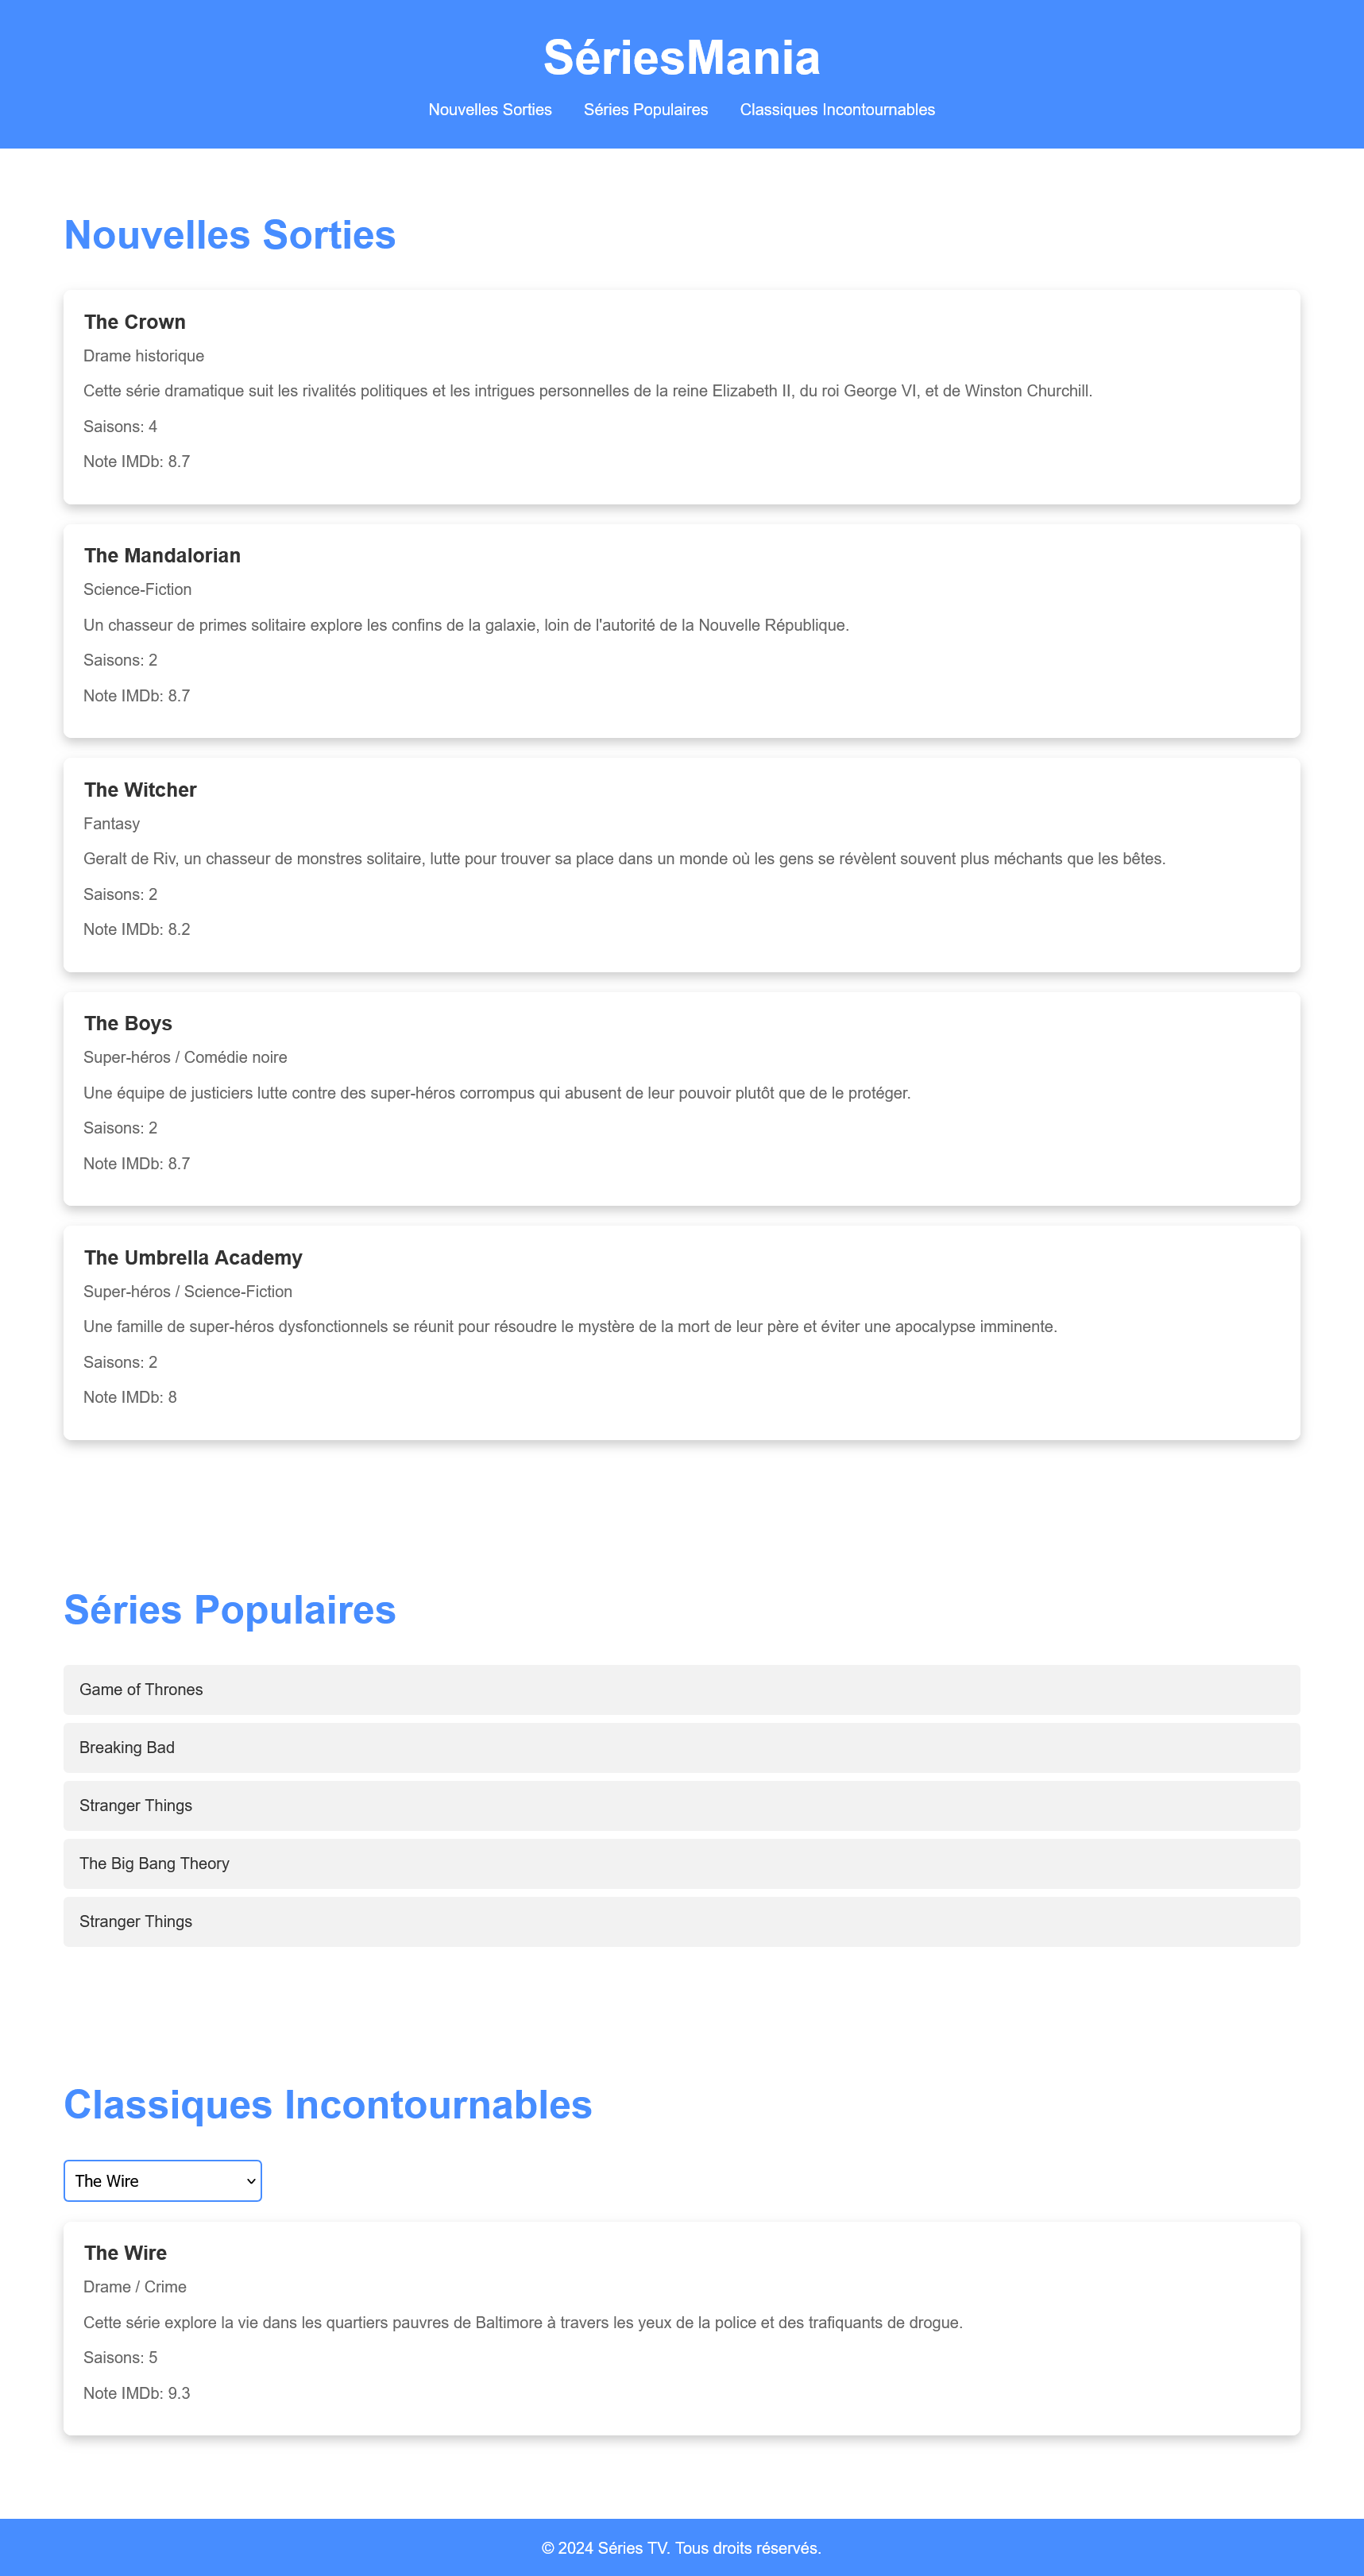 SériesMania
Nouvelles Sorties Séries Populaires Classiques Incontournables
Nouvelles Sorties
The Crown
Drame historique
Cette série dramatique suit les rivalités politiques et les intrigues personnelles de la reine Elizabeth II, du roi George VI, et de Winston Churchill.
Saisons: 4
Note IMDb: 8.7
The Mandalorian
Science-Fiction
Un chasseur de primes solitaire explore les confins de la galaxie, loin de l'autorité de la Nouvelle République.
Saisons: 2
Note IMDb: 8.7
The Witcher
Fantasy
Geralt de Riv, un chasseur de monstres solitaire, lutte pour trouver sa place dans un monde où les gens se révèlent souvent plus méchants que les bêtes.
Saisons: 2
Note IMDb: 8.2
The Boys
Super-héros / Comédie noire
Une équipe de justiciers lutte contre des super-héros corrompus qui abusent de leur pouvoir plutôt que de le protéger.
Saisons: 2
Note IMDb: 8.7
The Umbrella Academy
Super-héros / Science-Fiction
Une famille de super-héros dysfonctionnels se réunit pour résoudre le mystère de la mort de leur père et éviter une apocalypse imminente.
Saisons: 2
Note IMDb: 8
Séries Populaires
Game of Thrones
Breaking Bad
Stranger Things
The Big Bang Theory
Stranger Things
Classiques Incontournables
The Wire
The Wire
Drame / Crime
Cette série explore la vie dans les quartiers pauvres de Baltimore à travers les yeux de la police et des trafiquants de drogue.
Saisons: 5
Note IMDb: 9.3
© 2024 Séries TV. Tous droits réservés.